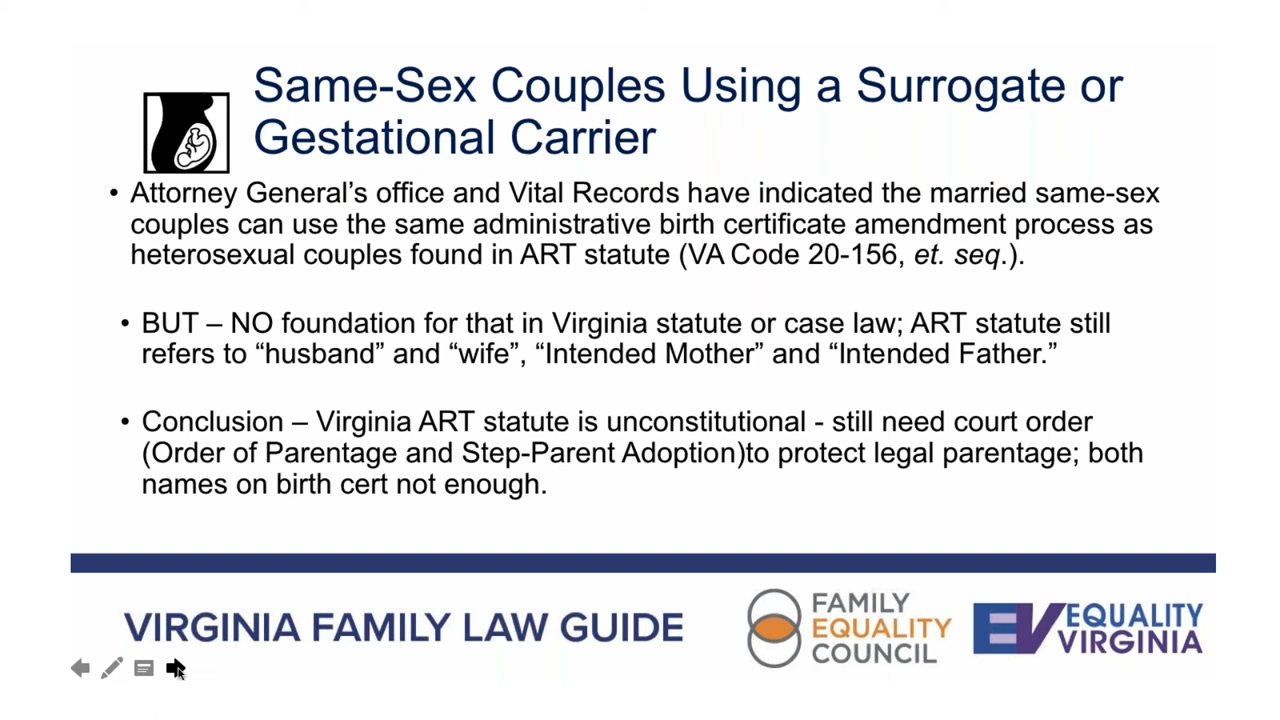 Same-Sex Couples Using a Surrogate or
Gestational Carrier
• Attorney General’s office and Vital Records have indicated the married same-sex
couples can use the same administrative birth certificate amendment process as
heterosexual couples found in ART statute (VA Code 20-156, et. seq.).
• BUT – NO foundation for that in Virginia statute or case law; ART statute still
refers to “husband” and “wife”, “Intended Mother” and “Intended Father.”
• Conclusion – Virginia ART statute is unconstitutional - still need court order
(Order of Parentage and Step-Parent Adoption)to protect legal parentage; both
names on birth cert not enough.
VIRGINIA FAMILY LAW GUIDE
FAMILY
EQUALITY
COUNCIL
EV
EQUALITY
VIRGINIA